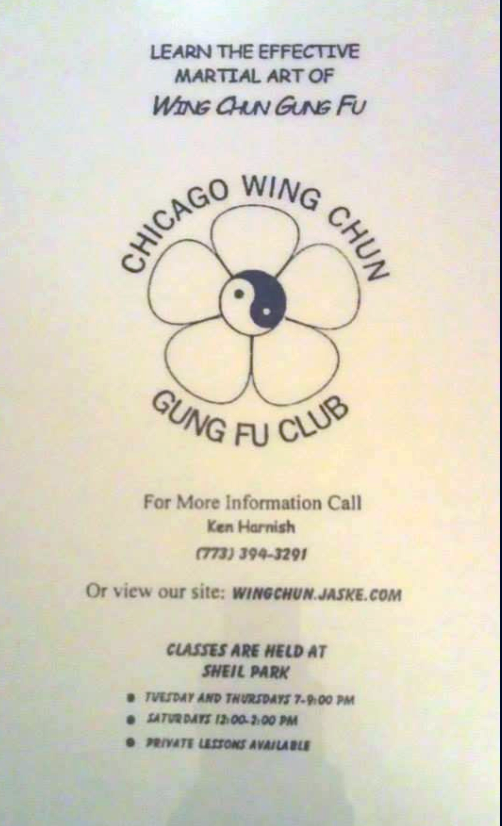 LEARN THE EFFECTIVE
MARTIAL ART OF
WING CHUN GUNG FU
CHICAGO WING CHUN
GUNG FU CLUB
For More Information Call
Ken Harnish
(773) 394-3291
Or view our site: WINGCHUN.JASKE.COM
CLASSES ARE HELD AT
SHEIL PARK
• TUESDAY AND THURSDAYS 7-9:00 PM
• SATURDAYS 12:00-2:00 PM
• PRIVATE LESSONS AVAILABLE